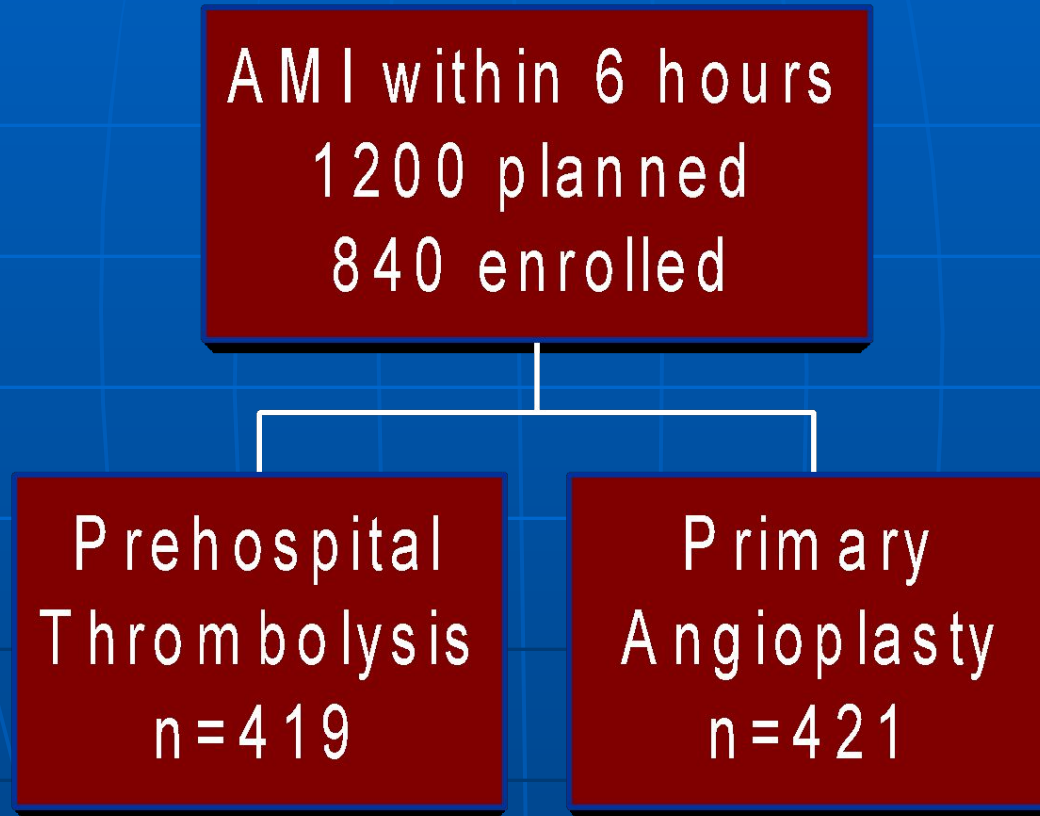 AMI within 6 hours
1200 planned
840 enrolled
Prehospital
Thrombolysis
n=419
Primary
Angioplasty
n=421